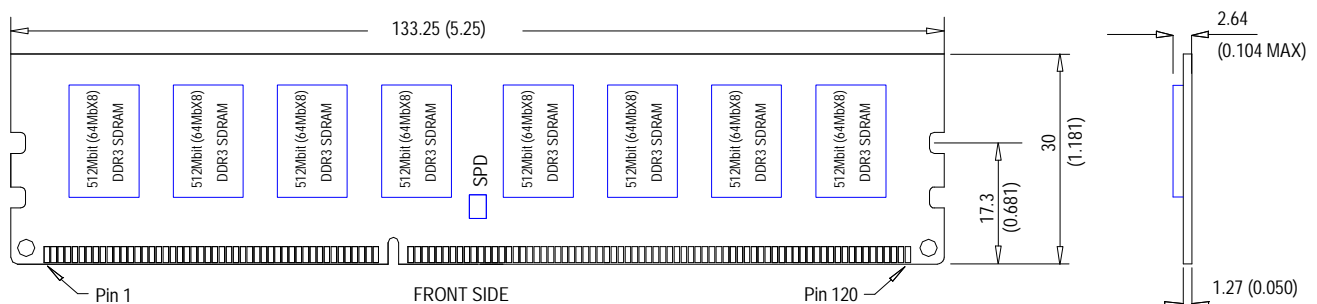 133.25 (5.25)
2.64
(0.104 MAX)
512Mbit (64MbX8)
DDR3 SDRAM
512Mbit (64MbX8)
DDR3 SDRAM
512Mbit (64MbX8)
DDR3 SDRAM
512Mbit (64MbX8)
DDR3 SDRAM
512Mbit (64MbX8)
DDR3 SDRAM
512Mbit (64MbX8)
DDR3 SDRAM
512Mbit (64MbX8)
DDR3 SDRAM
512Mbit (64MbX8)
DDR3 SDRAM
SPD
30
(1.181)
17.3
(0.681)
Pin 1
FRONT SIDE
Pin 120
1.27 (0.050)